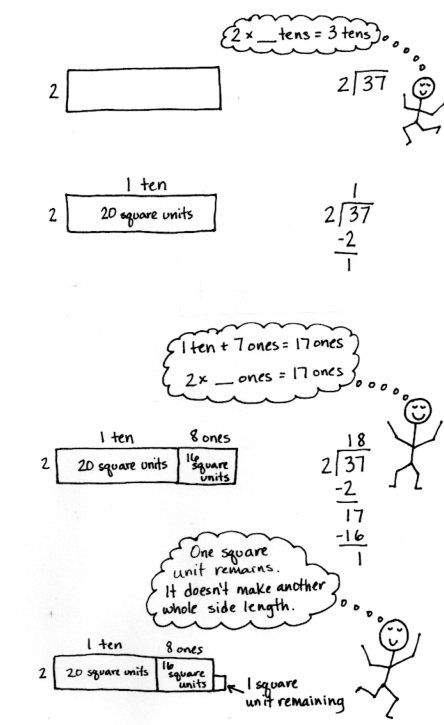 2 x __ tens = 3 tens
2
2 37
1 ten
2
20 square units
1
2 37
-2
1
1 ten + 7 ones = 17 ones
2 x __ ones = 17 ones
1 ten 8 ones
2
20 square units
16 square units
18
2 37
-2
17
-16
1
One square
unit remains.
It doesn't make another
whole side length.
1 ten 8 ones
2
20 square units
16 square units
1 square
unit remaining